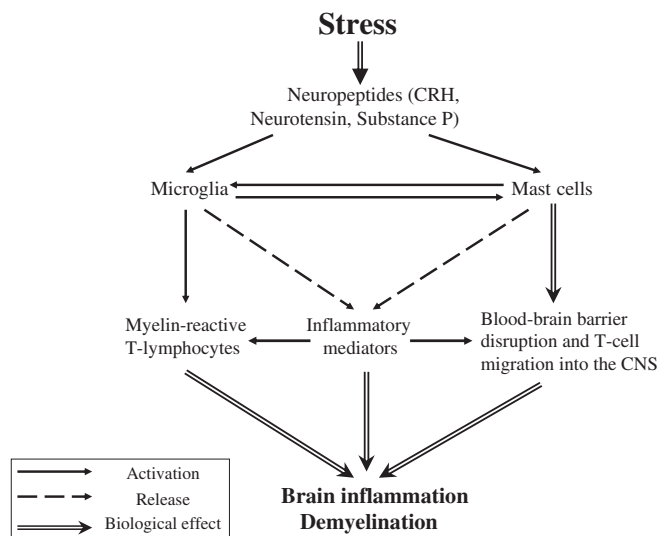 Stress
Neuropeptides (CRH,
Neurotensin, Substance P)
Microglia
Mast cells
Myelin-reactive
T-lymphocytes
Inflammatory
mediators
Blood-brain barrier
disruption and T-cell
migration into the CNS
Activation
Release
Biological effect
Brain inflammation
Demyelination